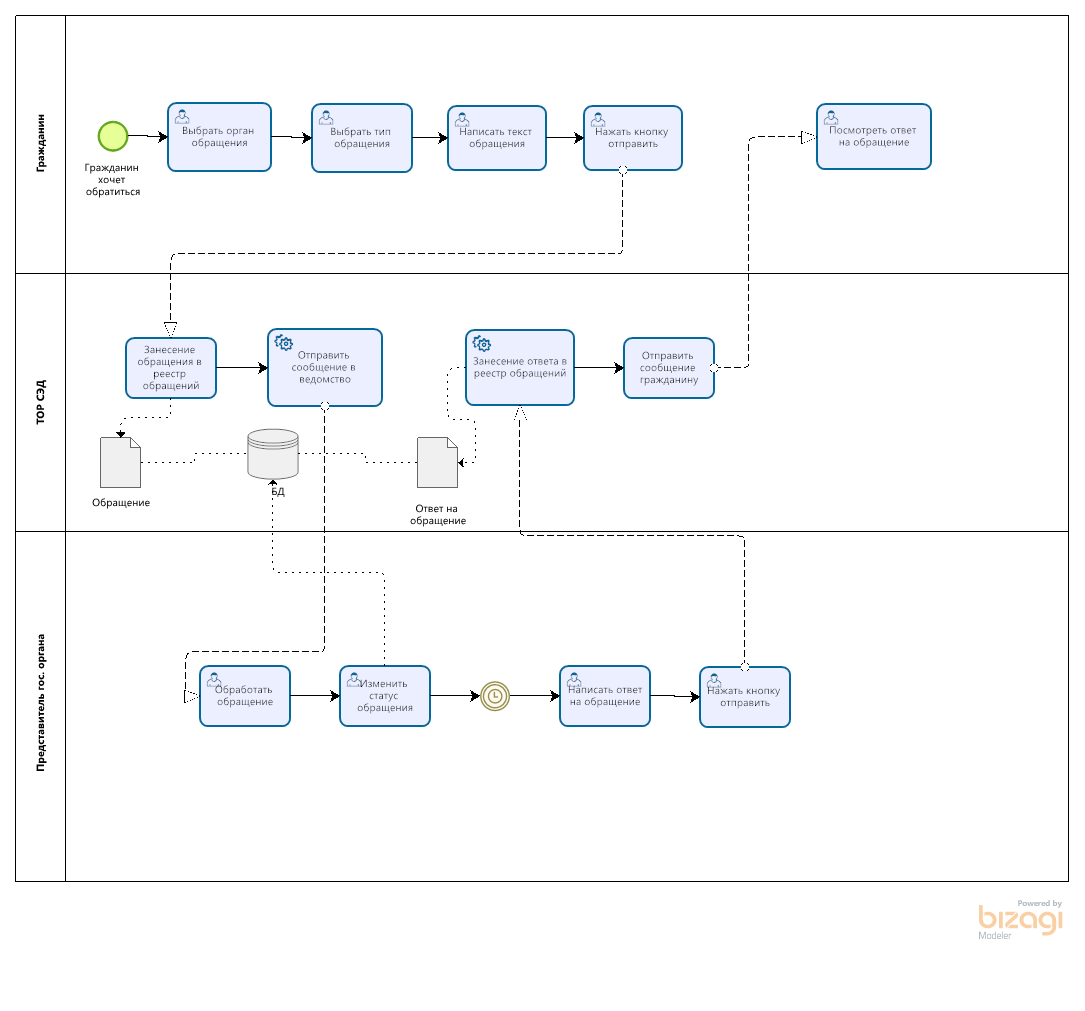 Гражданин
Гражданин
хочет
обратиться
Выбрать орган
обращения
Выбрать тип
обращения
Написать текст
обращения
Нажать кнопку
отправить
Посмотреть ответ
на обращение
ТОР СЭД
Занесение
обращения в
реестр
обращений
Отправить
сообщение в
ведомство
Занесение ответа в
реестр обращений
Отправить
сообщение
гражданину
Обращение
БД
Ответ на
обращение
Представитель гос. органа
Обработать
обращение
Изменить
статус
обращения
Написать ответ
на обращение
Нажать кнопку
отправить
Powered by
bizagi
Modeler